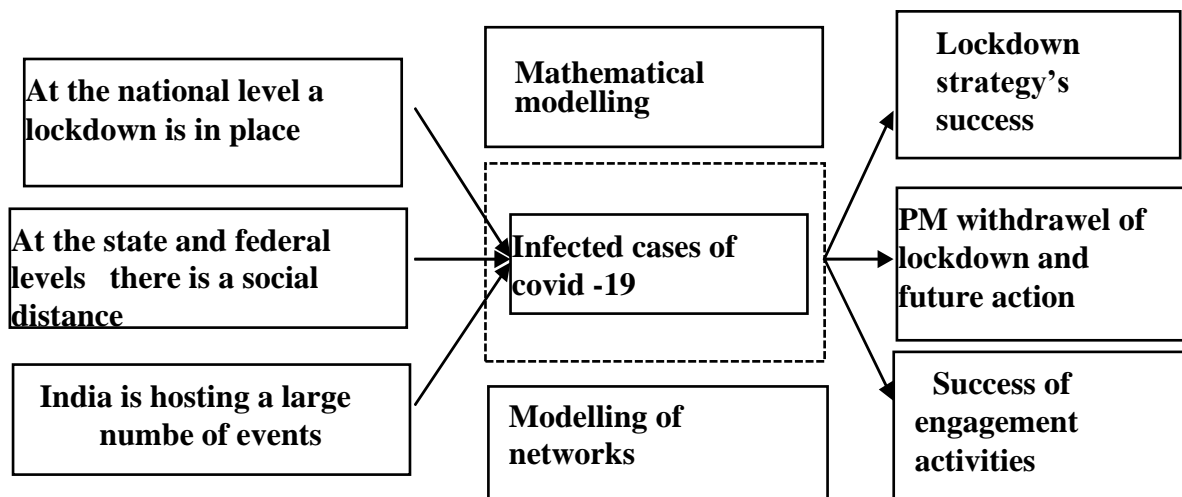 At the national level a
lockdown is in place
At the state and federal
levels there is a social
distance
India is hosting a large
numbe of events
Mathematical
modelling
Infected cases of
covid -19
Modelling of
networks
Lockdown
strategy’s
success
PM withdrawel of
lockdown and
future action
Success of
engagement
activities